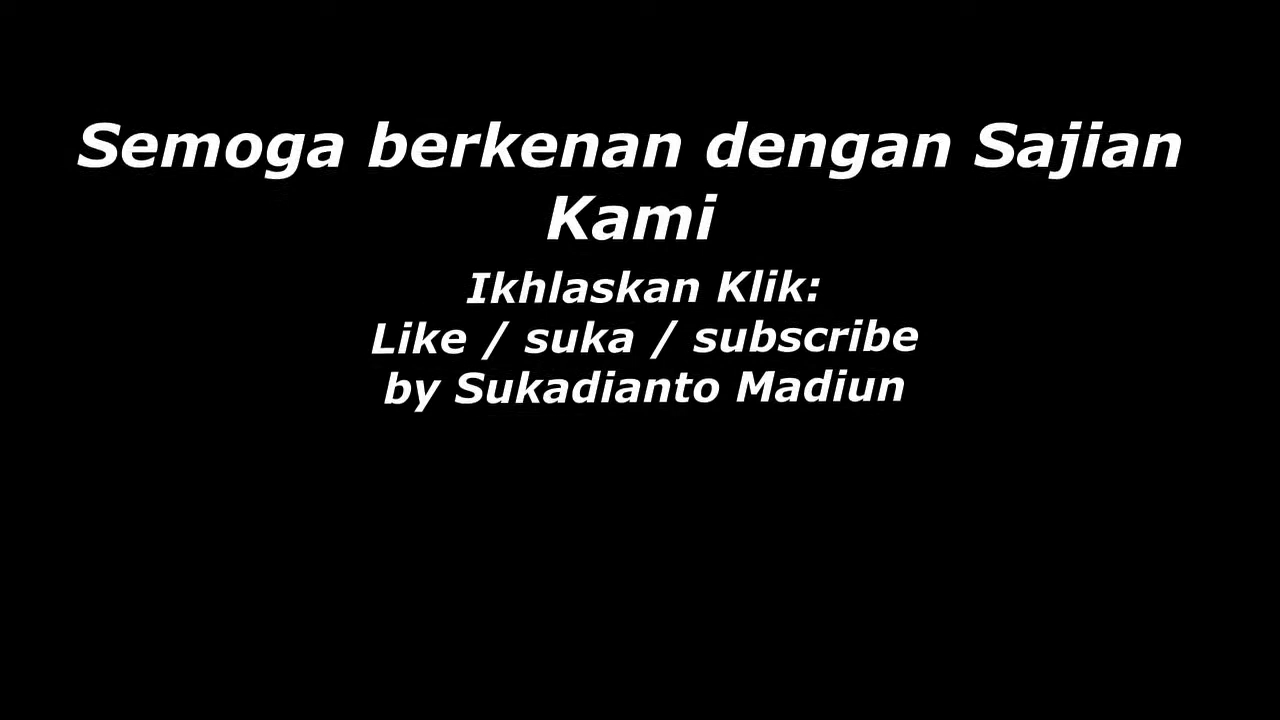 Semoga berkenan dengan Sajian
Kami
Ikhlaskan Klik:
Like / suka / subscribe
by Sukadianto Madiun